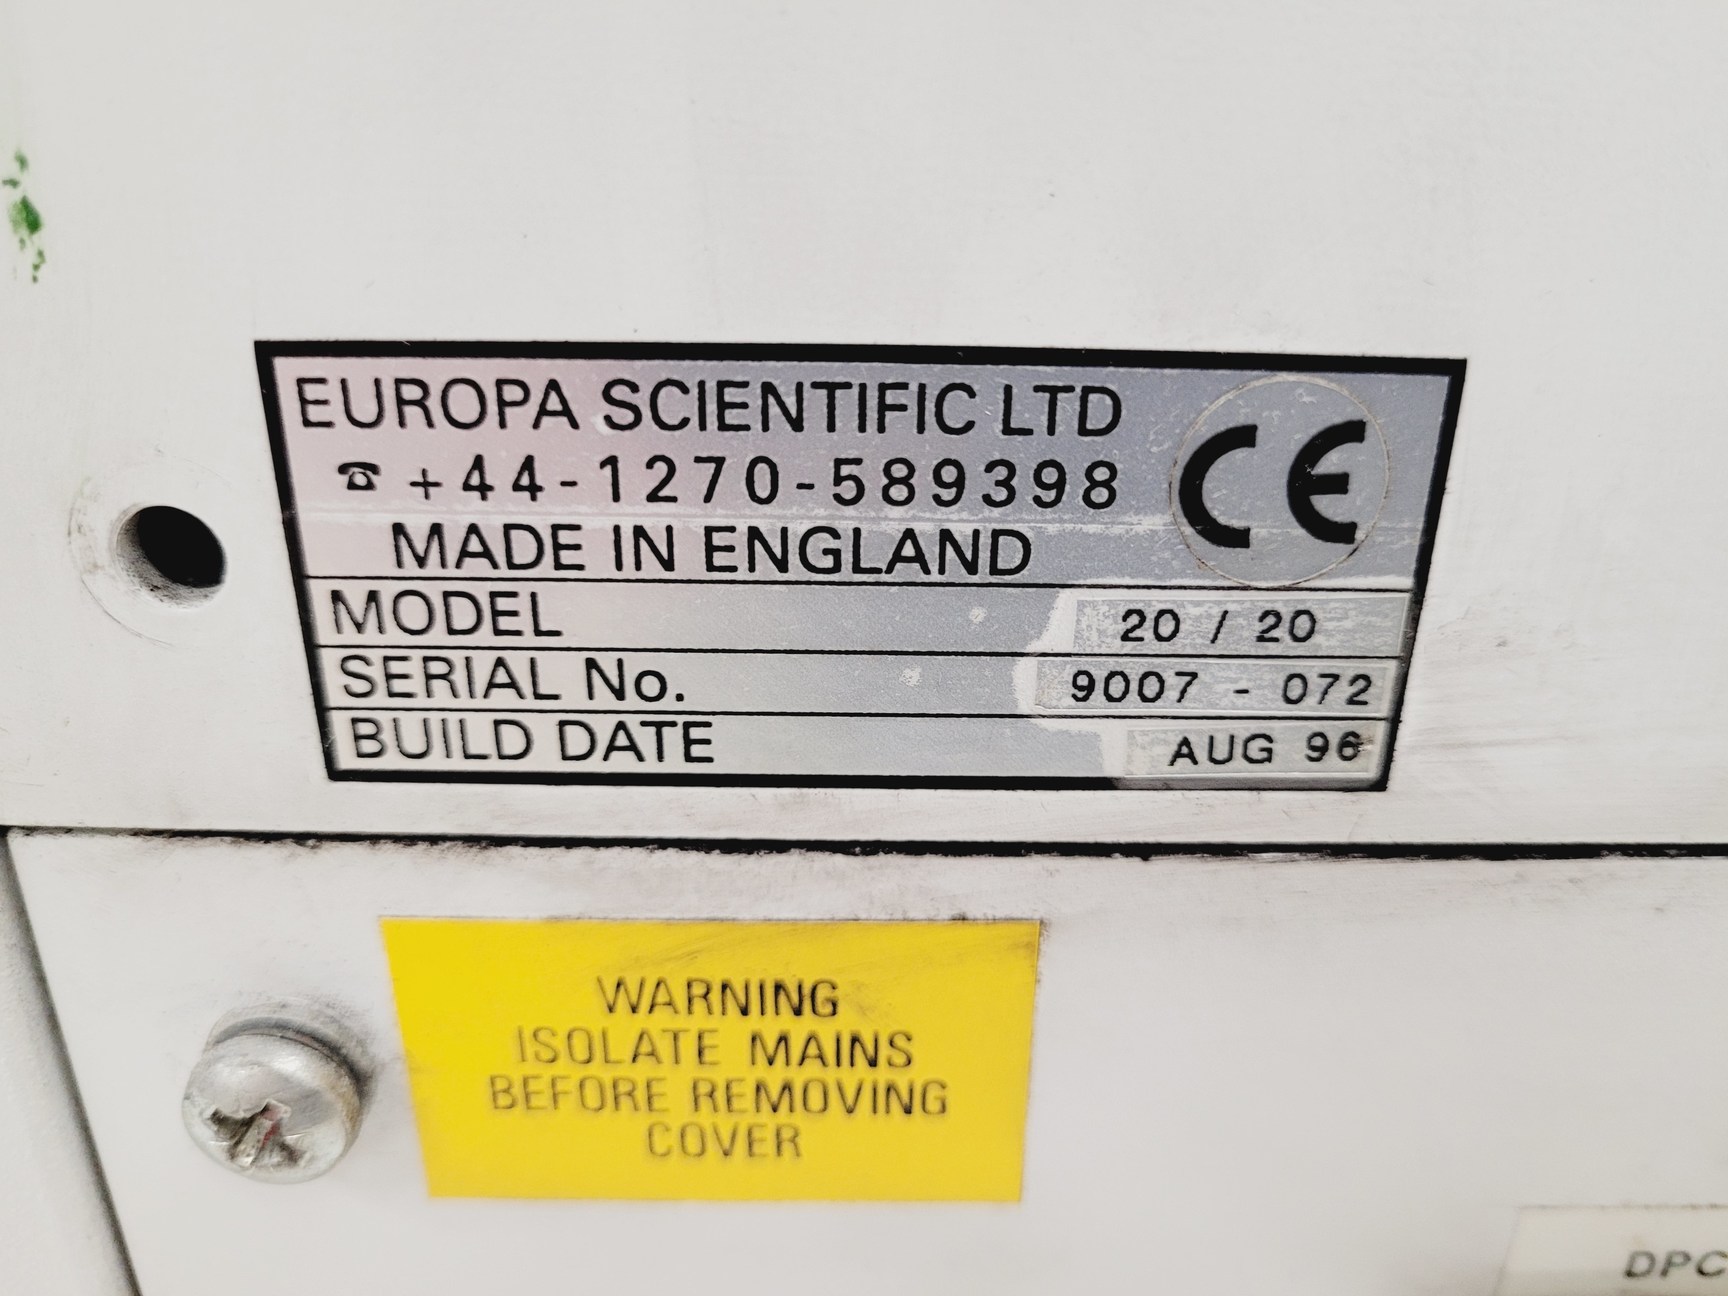 EUROPA SCIENTIFIC LTD
☎ +44-1270-589398
MADE IN ENGLAND
CE
MODEL 20 / 20
SERIAL No. 9007 - 072
BUILD DATE AUG 96
WARNING
ISOLATE MAINS
BEFORE REMOVING
COVER
DPC